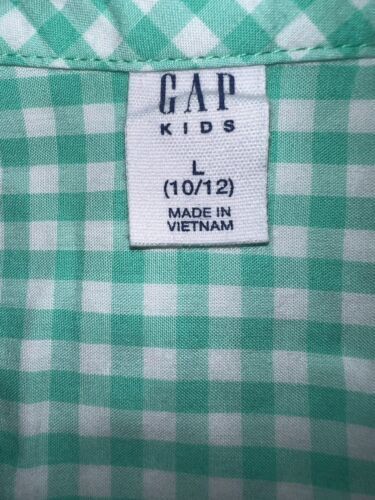 GAP
KIDS
L
(10/12)
MADE IN
VIETNAM